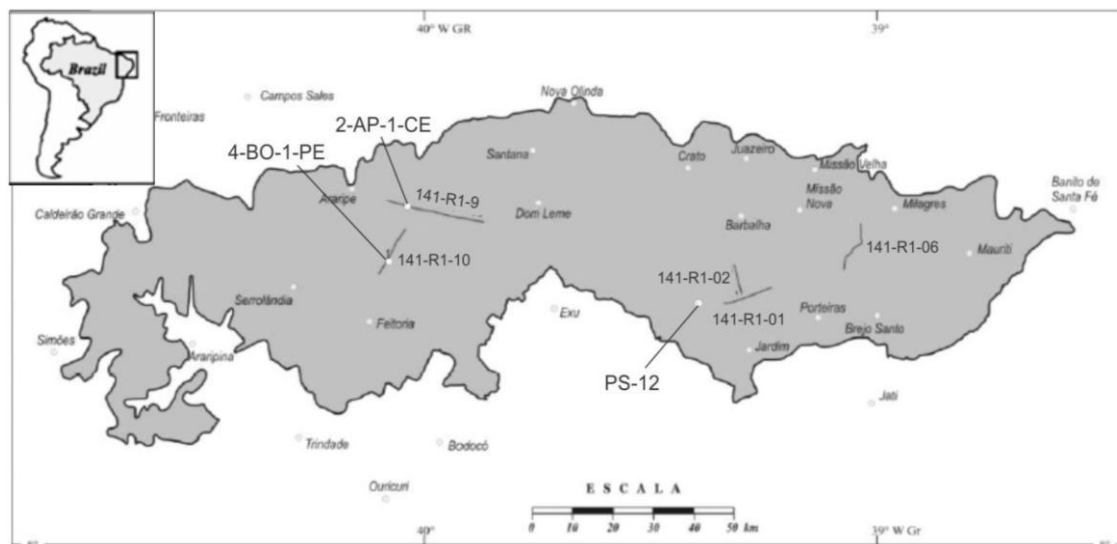 40° W GR
39°
Brazil
Campos Sales
Nova Olinda
Fronteiras
2-AP-1-CE
4-BO-1-PE
Santana
Crato
Juazeiro
Missão Velha
Araripe
141-R1-9
Missão
Nova
Banito de
Santa Fé
Caldeirão Grande
Dom Leme
Barbalha
Milagres
141-R1-06
Mauriti
141-R1-10
141-R1-02
Serrolândia
Feitoria
Exu
141-R1-01
Porteiras
Brejo Santo
Simões
Araripina
Jardim
PS-12
Jati
Trindade
Bodocó
Ouricuri
ESCALA
0 10 20 30 40 50 km
40°
39° W Gr